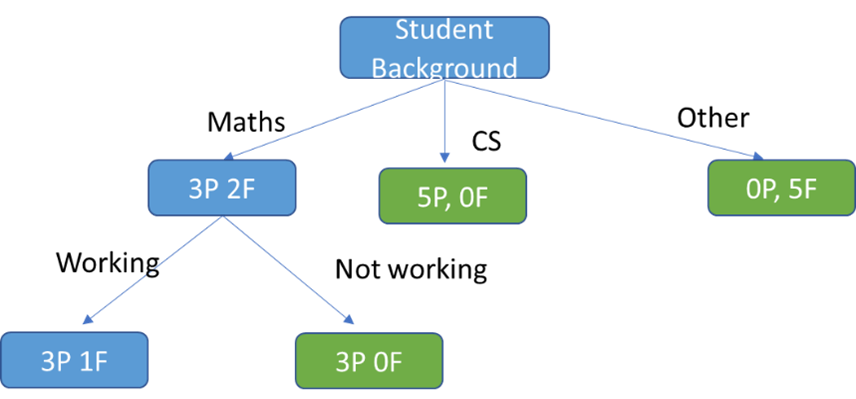 Student
Background
Maths
CS
Other
3P 2F
5P, 0F
0P, 5F
Working
Not working
3P 1F
3P 0F